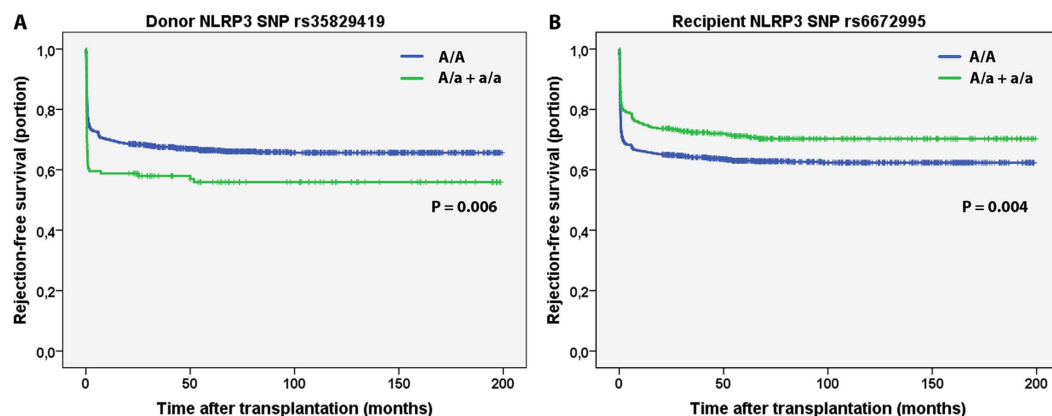 A
Donor NLRP3 SNP rs35829419
Rejection-free survival (portion)
1,0
0,8
0,6
0,4
0,2
0,0
A/A
A/a + a/a
P = 0.006
0
50
100
150
200
Time after transplantation (months)
B
Recipient NLRP3 SNP rs6672995
Rejection-free survival (portion)
1,0
0,8
0,6
0,4
0,2
0,0
A/A
A/a + a/a
P = 0.004
0
50
100
150
200
Time after transplantation (months)